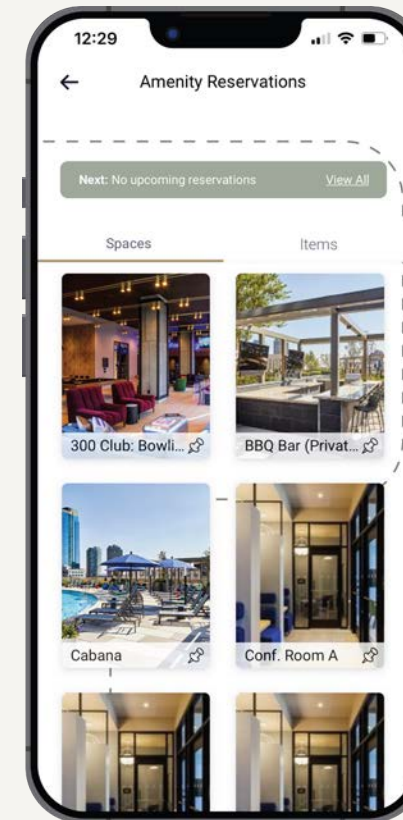 12:29
Amenity Reservations
Next: No upcoming reservations View All
Spaces Items
300 Club: Bowli... BBQ Bar (Privat...
Cabana Conf. Room A